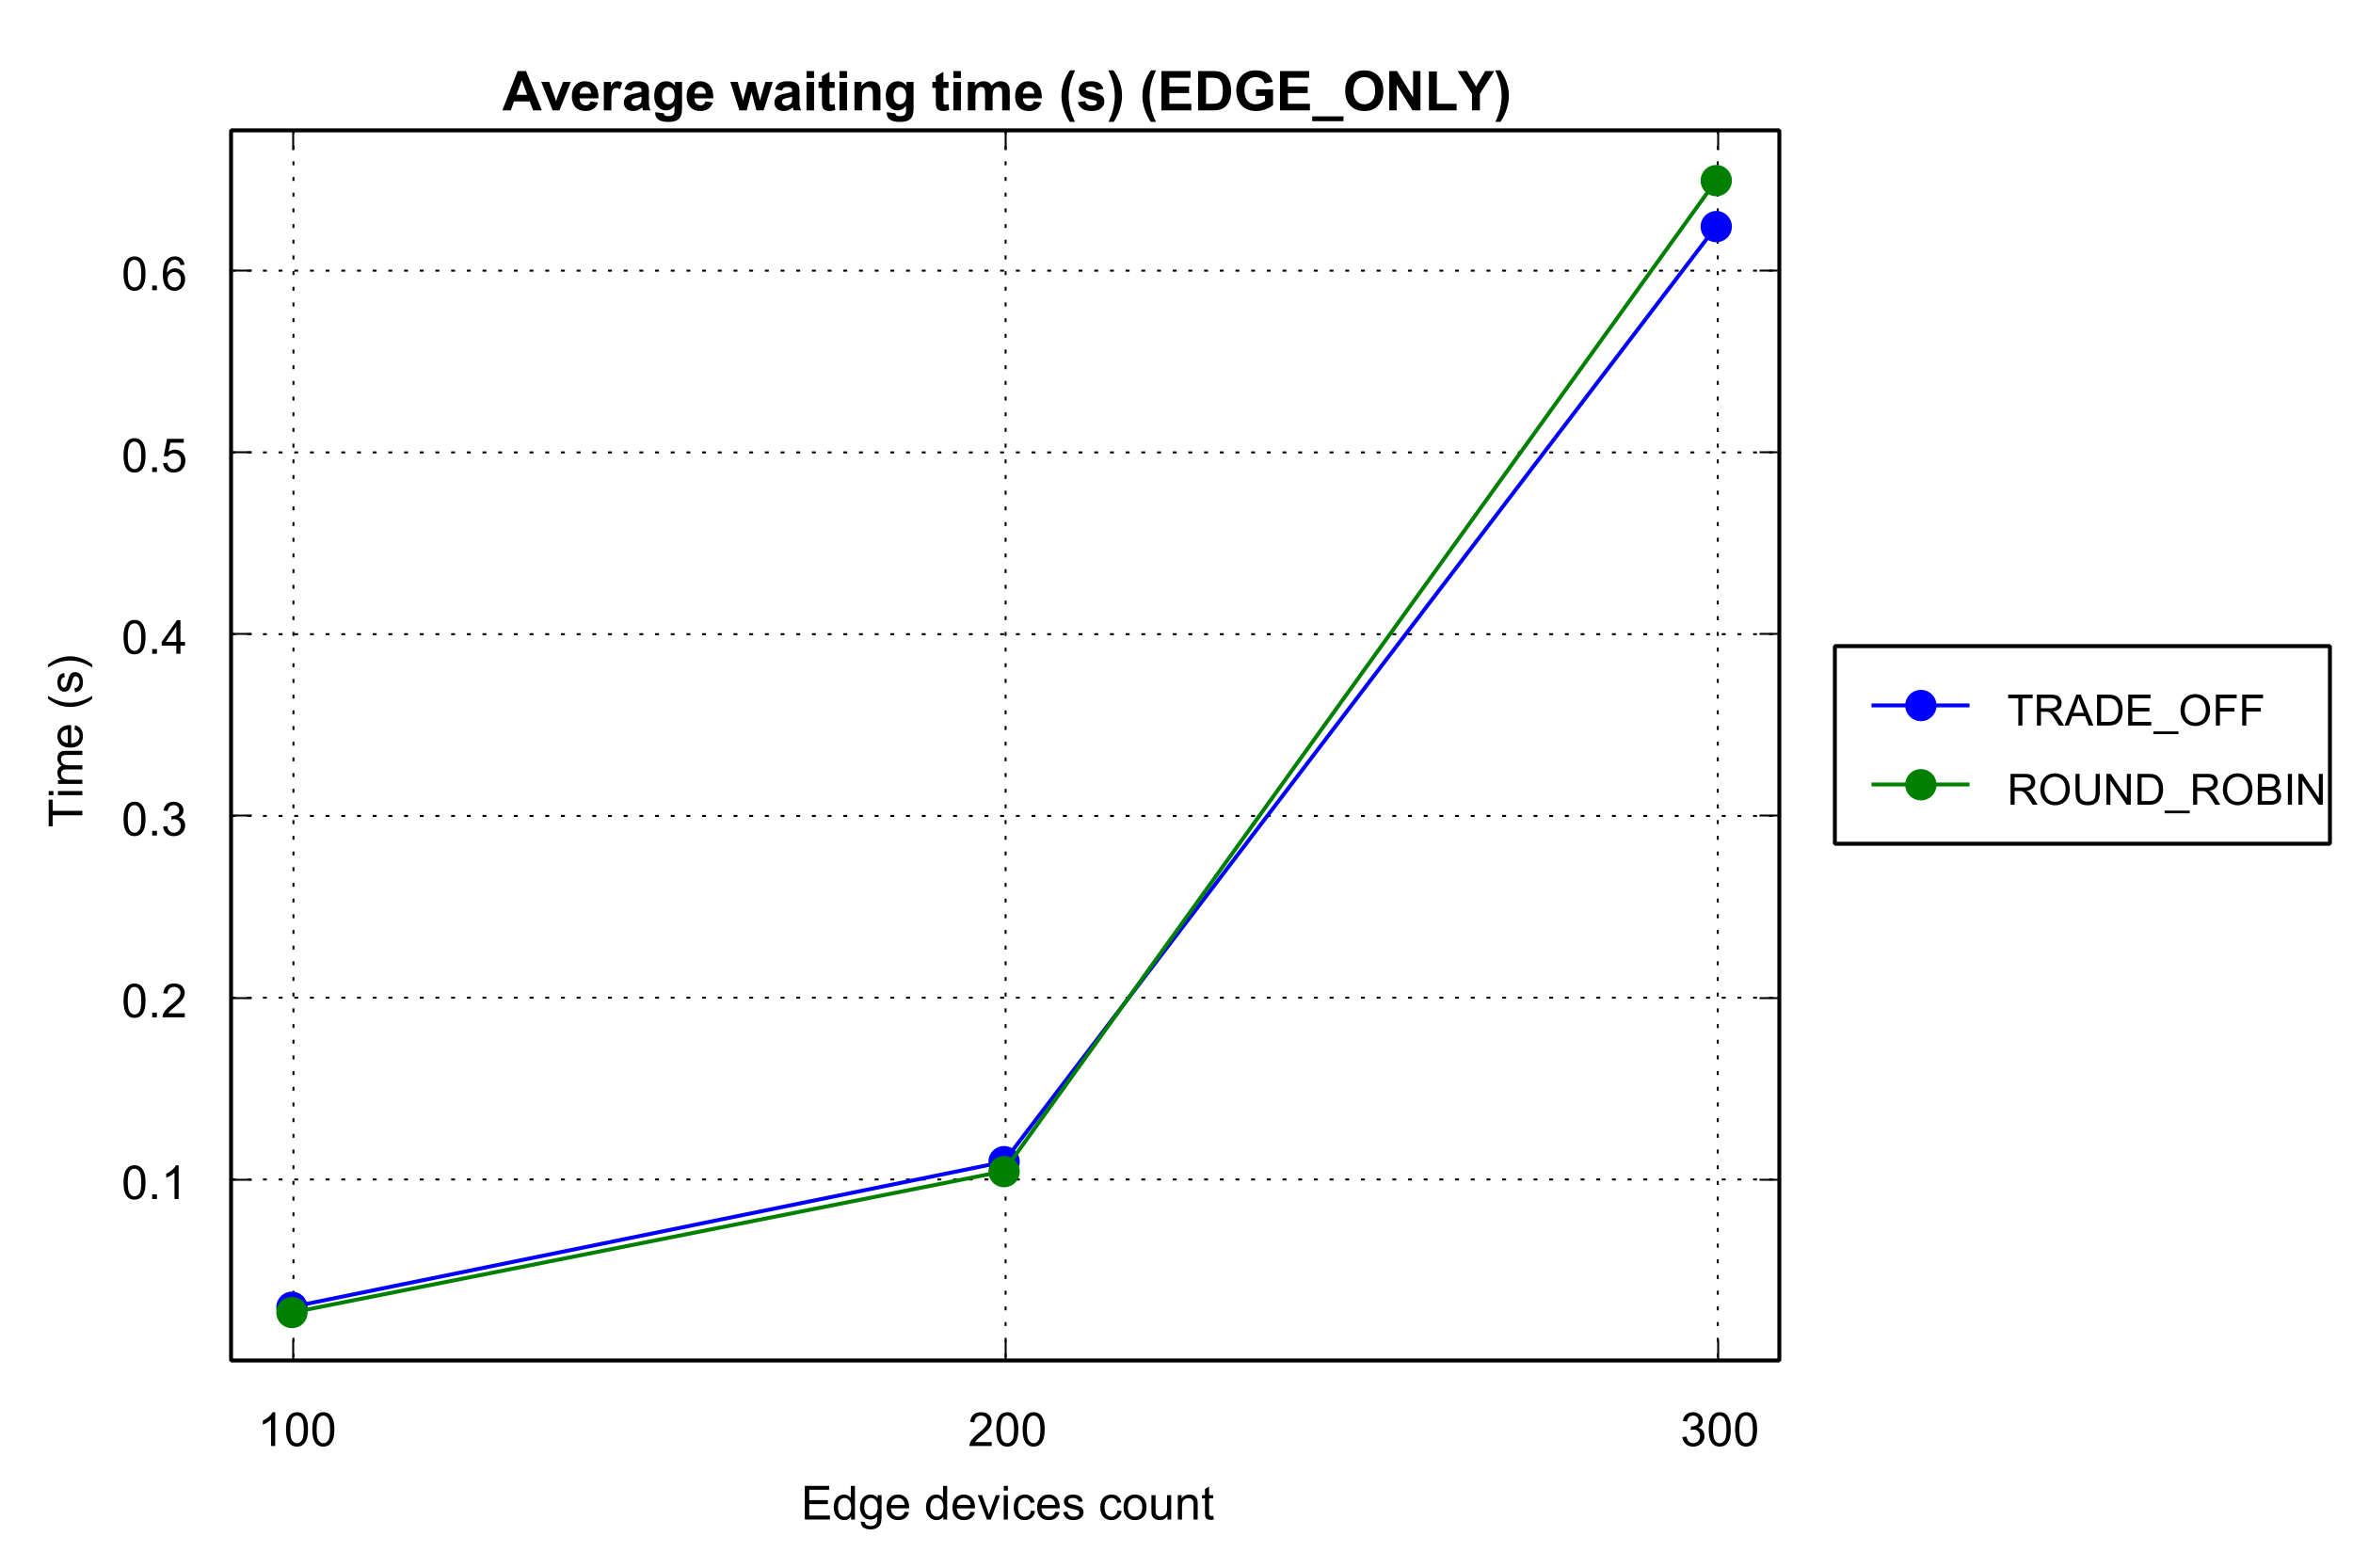 Average waiting time (s) (EDGE_ONLY)
0.6
0.5
0.4
0.3
0.2
0.1
Time (s)
100 200 300
Edge devices count
TRADE_OFF
ROUND_ROBIN